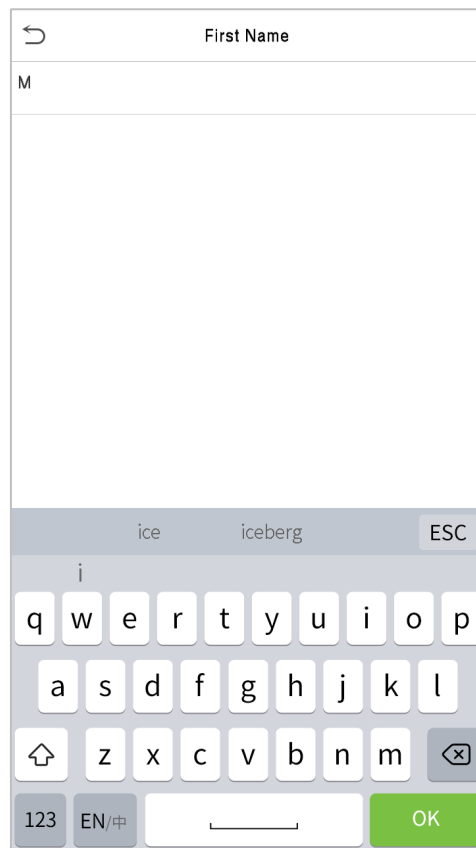 First Name
M
ice iceberg ESC
i
q w e r t y u i o p
a s d f g h j k l
z x c v b n m
123 EN/中 OK